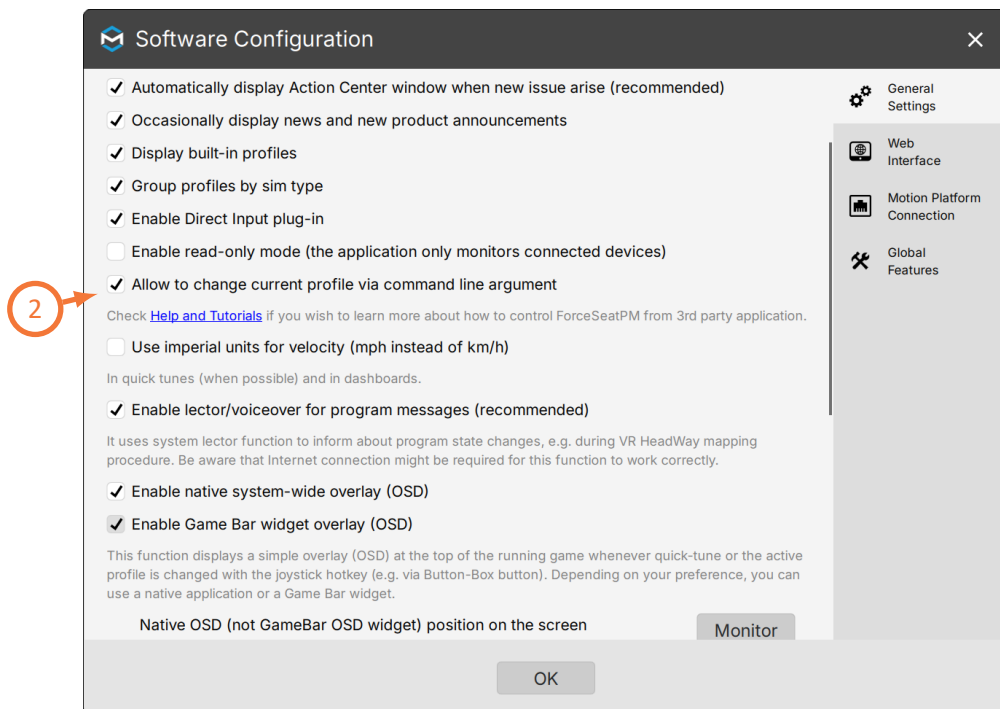 Software Configuration
Automatically display Action Center window when new issue arise (recommended)
Occasionally display news and new product announcements
Display built-in profiles
Group profiles by sim type
Enable Direct Input plug-in
Enable read-only mode (the application only monitors connected devices)
2
Allow to change current profile via command line argument
Check Help and Tutorials if you wish to learn more about how to control ForceSeatPM from 3rd party application.
Use imperial units for velocity (mph instead of km/h)
In quick tunes (when possible) and in dashboards.
Enable lector/voiceover for program messages (recommended)
It uses system lector function to inform about program state changes, e.g. during VR HeadWay mapping
procedure. Be aware that Internet connection might be required for this function to work correctly.
Enable native system-wide overlay (OSD)
Enable Game Bar widget overlay (OSD)
This function displays a simple overlay (OSD) at the top of the running game whenever quick-tune or the active
profile is changed with the joystick hotkey (e.g. via Button-Box button). Depending on your preference, you can
use a native application or a Game Bar widget.
Native OSD (not GameBar OSD widget) position on the screen
Monitor
General
Settings
Web
Interface
Motion Platform
Connection
Global
Features
OK